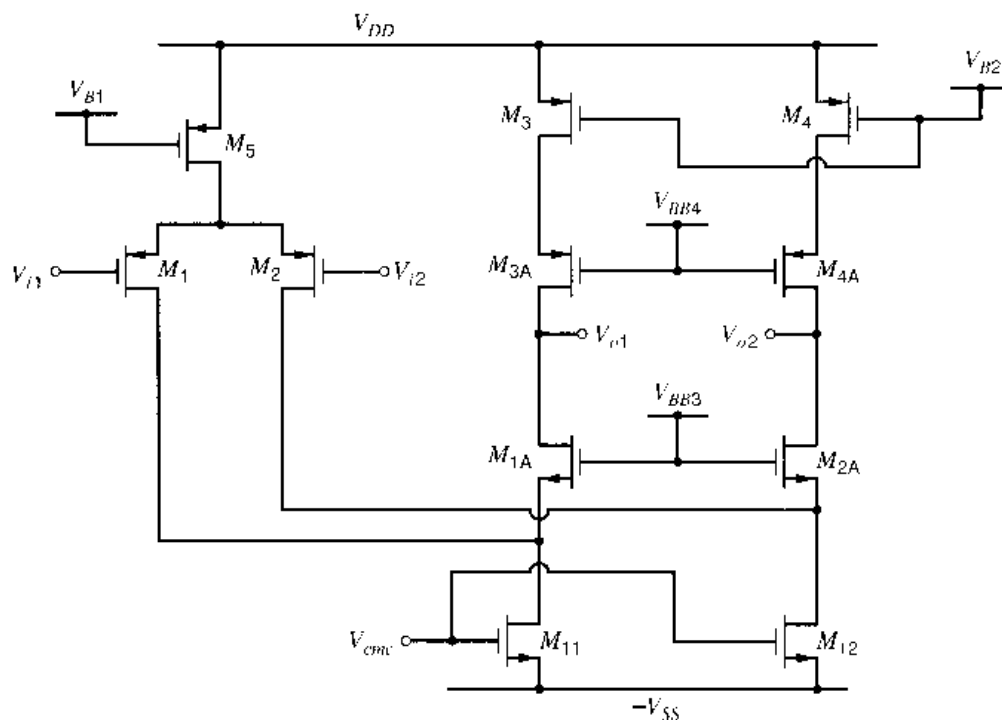 V_DD
V_B1
V_B2
M_5
M_3
M_4
V_BB4
V_i1
M_1
M_2
V_i2
M_3A
M_4A
V_o1
V_o2
V_BB3
M_1A
M_2A
V_cmc
M_11
M_12
−V_SS